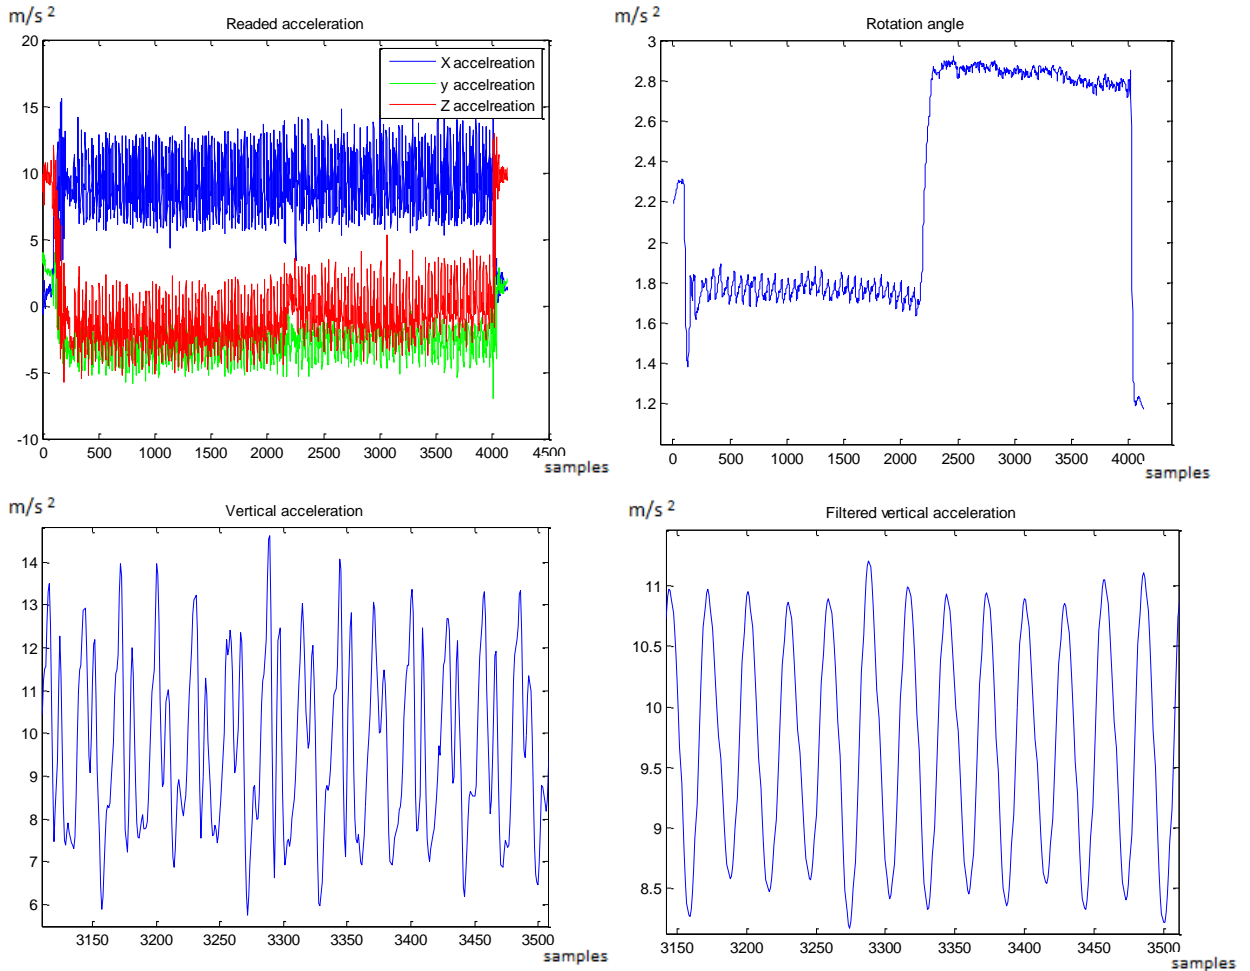 m/s 2
Readed acceleration
20
15
10
5
0
-5
-10
X accelreation
y accelreation
Z accelreation
0 500 1000 1500 2000 2500 3000 3500 4000 4500
samples
m/s 2
Rotation angle
3
2.8
2.6
2.4
2.2
2
1.8
1.6
1.4
1.2
0 500 1000 1500 2000 2500 3000 3500 4000
samples
m/s 2
Vertical acceleration
14
13
12
11
10
9
8
7
6
3150 3200 3250 3300 3350 3400 3450 3500
samples
m/s 2
Filtered vertical acceleration
11
10.5
10
9.5
9
8.5
3150 3200 3250 3300 3350 3400 3450 3500
samples